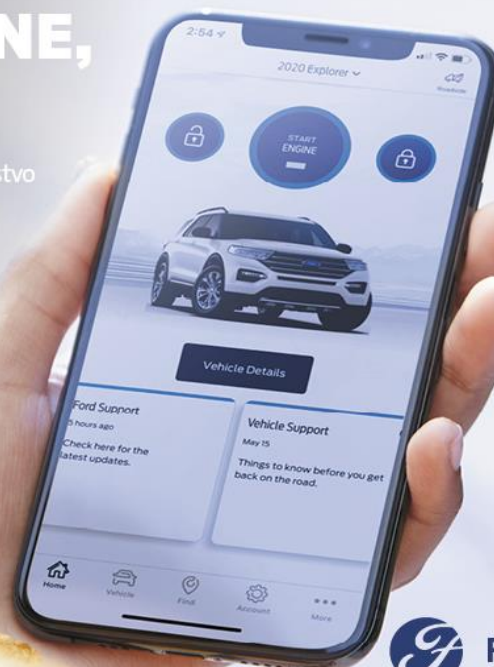 NE,
stvo
2:54
2020 Explorer
Roadside
START
ENGINE
Vehicle Details
Ford Support
5 hours ago
Check here for the
latest updates.
Vehicle Support
May 15
Things to know before you get
back on the road.
Home
Vehicle
Find
Account
More